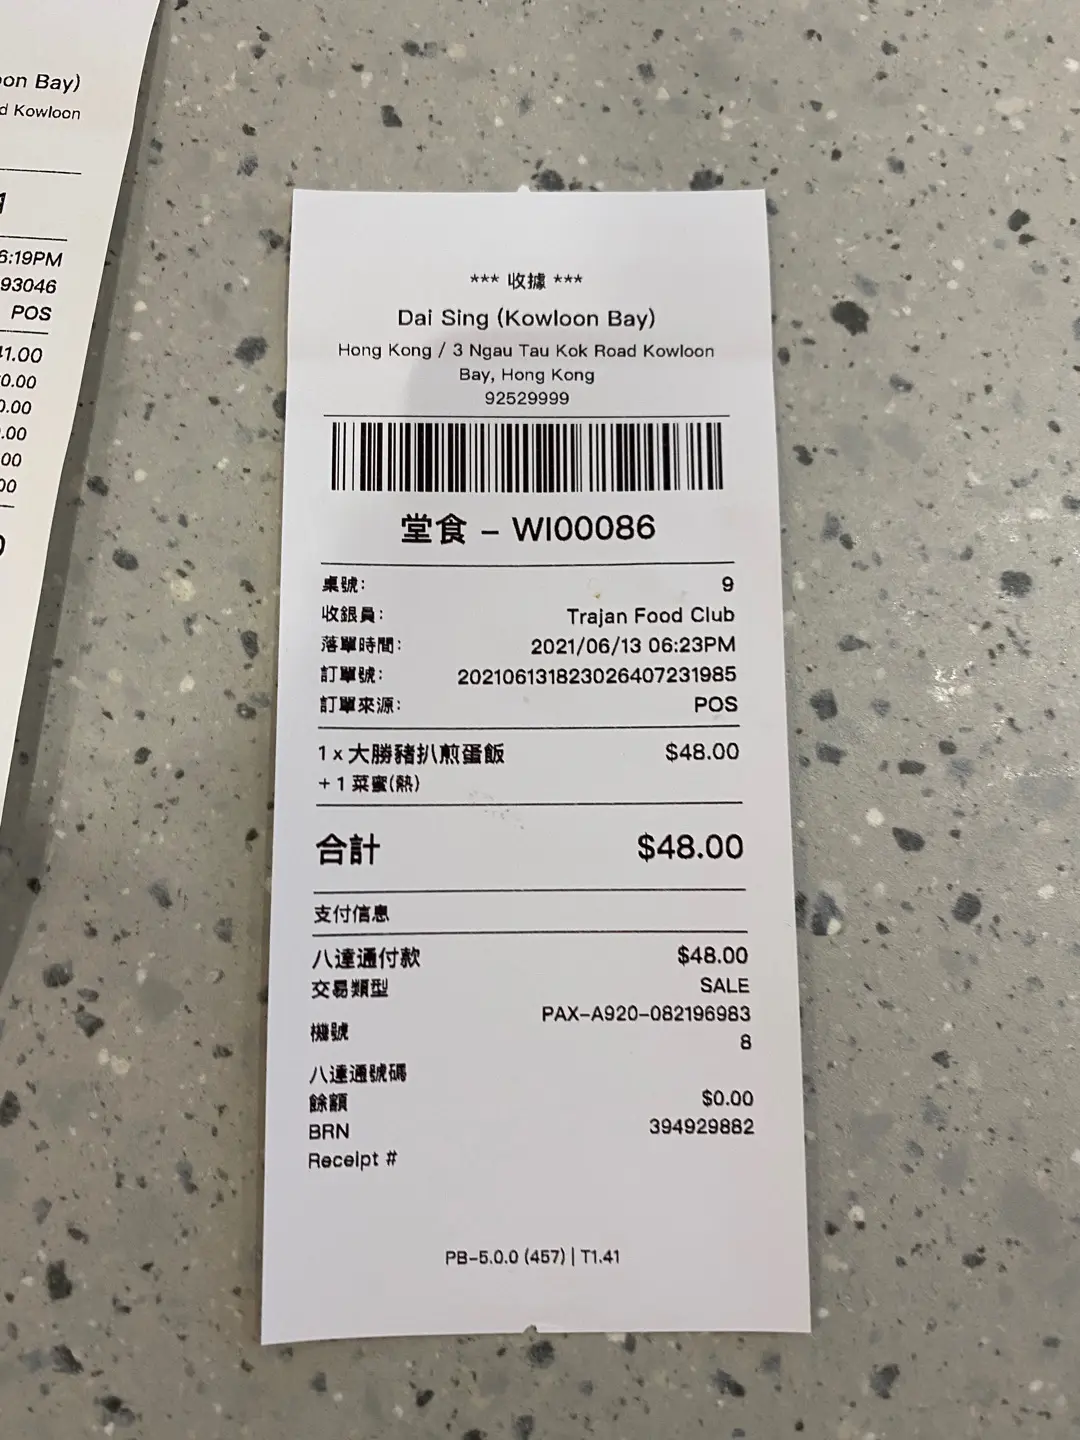 oon Bay)
d Kowloon
1
6:19PM
93046
POS
41.00
0.00
0.00
.00
00
00
0
*** 收據 ***
Dai Sing (Kowloon Bay)
Hong Kong / 3 Ngau Tau Kok Road Kowloon
Bay, Hong Kong
92529999
堂食 – WI00086
桌號: 9
收銀員: Trajan Food Club
落單時間: 2021/06/13 06:23PM
訂單號: 20210613182302640723​1985
訂單來源: POS
1 x 大勝豬扒煎蛋飯 $48.00
+ 1 菜蜜(熱)
合計 $48.00
支付信息
八達通付款 $48.00
交易類型 SALE
機號 PAX-A920-082196983
8
八達通號碼
餘額 $0.00
BRN 394929882
Receipt #
PB-5.0.0 (457) | T1.41